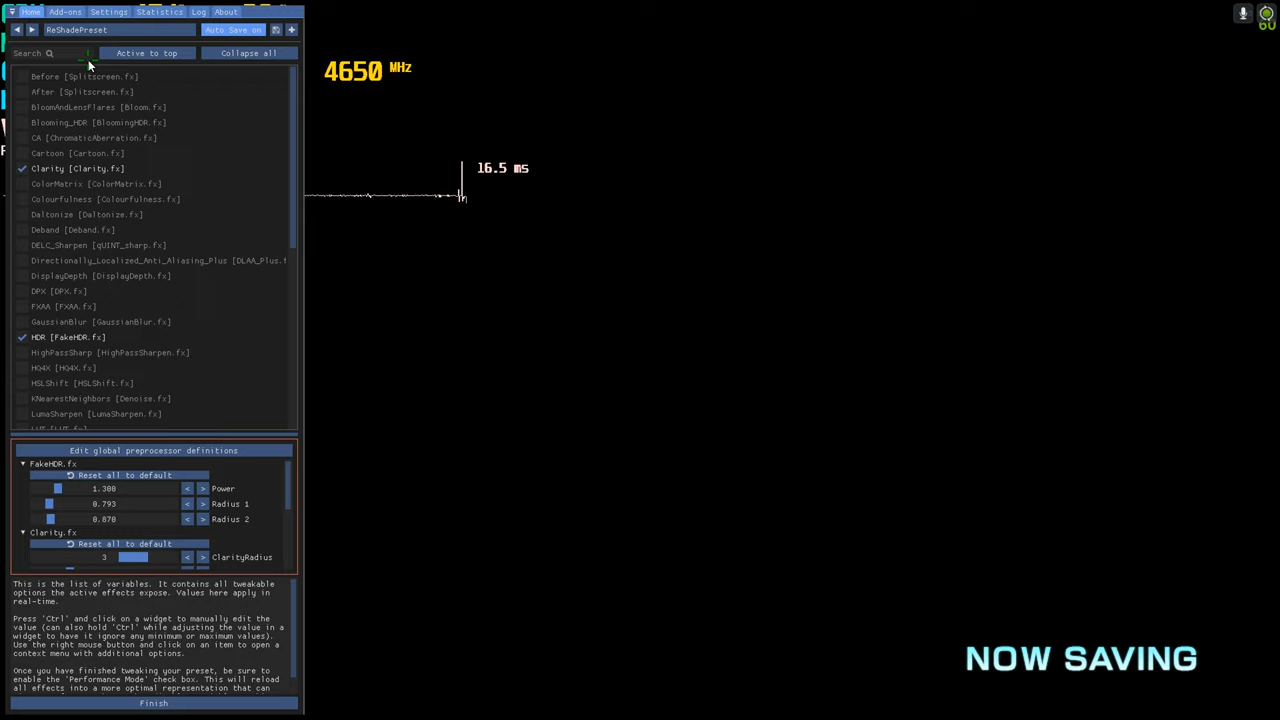 Home Add-ons Settings Statistics Log About
ReShadePreset Auto Save on
Search Active to top Collapse all
4650 MHz
Before [Splitscreen.fx]
After [Splitscreen.fx]
BloomAndLensFlares [Bloom.fx]
Blooming_HDR [BloomingHDR.fx]
CA [ChromaticAberration.fx]
Cartoon [Cartoon.fx]
Clarity [Clarity.fx]
16.5 ms
ColorMatrix [ColorMatrix.fx]
Colourfulness [Colourfulness.fx]
Daltonize [Daltonize.fx]
Deband [Deband.fx]
DELC_Sharpen [qUINT_sharp.fx]
Directionally_Localized_Anti_Aliasing_Plus [DLAA_Plus.f
DisplayDepth [DisplayDepth.fx]
DPX [DPX.fx]
FXAA [FXAA.fx]
GaussianBlur [GaussianBlur.fx]
HDR [FakeHDR.fx]
HighPassSharp [HighPassSharpen.fx]
HQ4X [HQ4X.fx]
HSLShift [HSLShift.fx]
KNearestNeighbors [Denoise.fx]
LumaSharpen [LumaSharpen.fx]
Edit global preprocessor definitions
FakeHDR.fx
Reset all to default
1.300 < > Power
0.793 < > Radius 1
0.870 < > Radius 2
Clarity.fx
Reset all to default
3 < > ClarityRadius
This is the list of variables. It contains all tweakable
options the active effects expose. Values here apply in
real-time.
Press 'Ctrl' and click on a widget to manually edit the
value (can also hold 'Ctrl' while adjusting the value in a
widget to have it ignore any minimum or maximum values).
Use the right mouse button and click on an item to open a
context menu with additional options.
Once you have finished tweaking your preset, be sure to
enable the 'Performance Mode' check box. This will reload
all effects into a more optimal representation that can
Finish
NOW SAVING